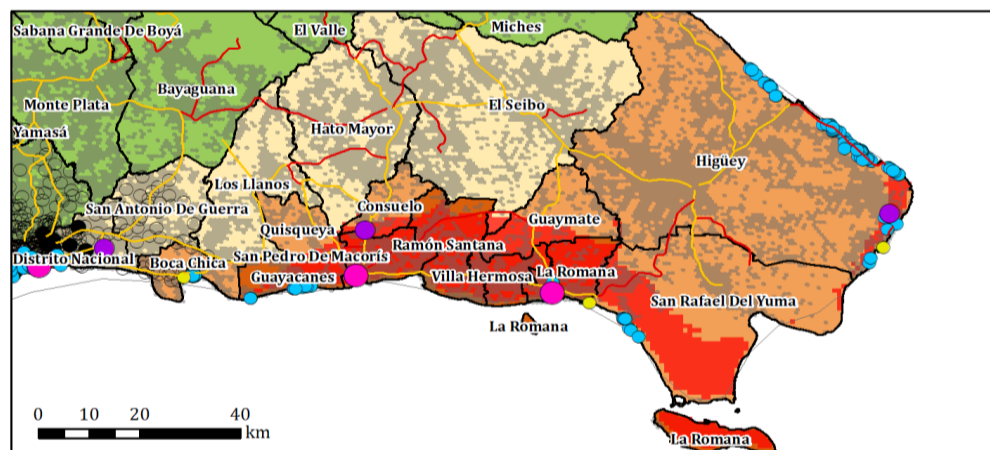 Sabana Grande De Boyá
El Valle
Miches
Bayaguana
Monte Plata
El Seibo
Hato Mayor
Yamasá
Higüey
Los Llanos
San Antonio De Guerra
Consuelo
Guaymate
Quisqueya
Ramón Santana
Distrito Nacional
Boca Chica
San Pedro De Macorís
Guayacanes
Villa Hermosa
La Romana
San Rafael Del Yuma
La Romana
0 10 20 40
km
La Romana